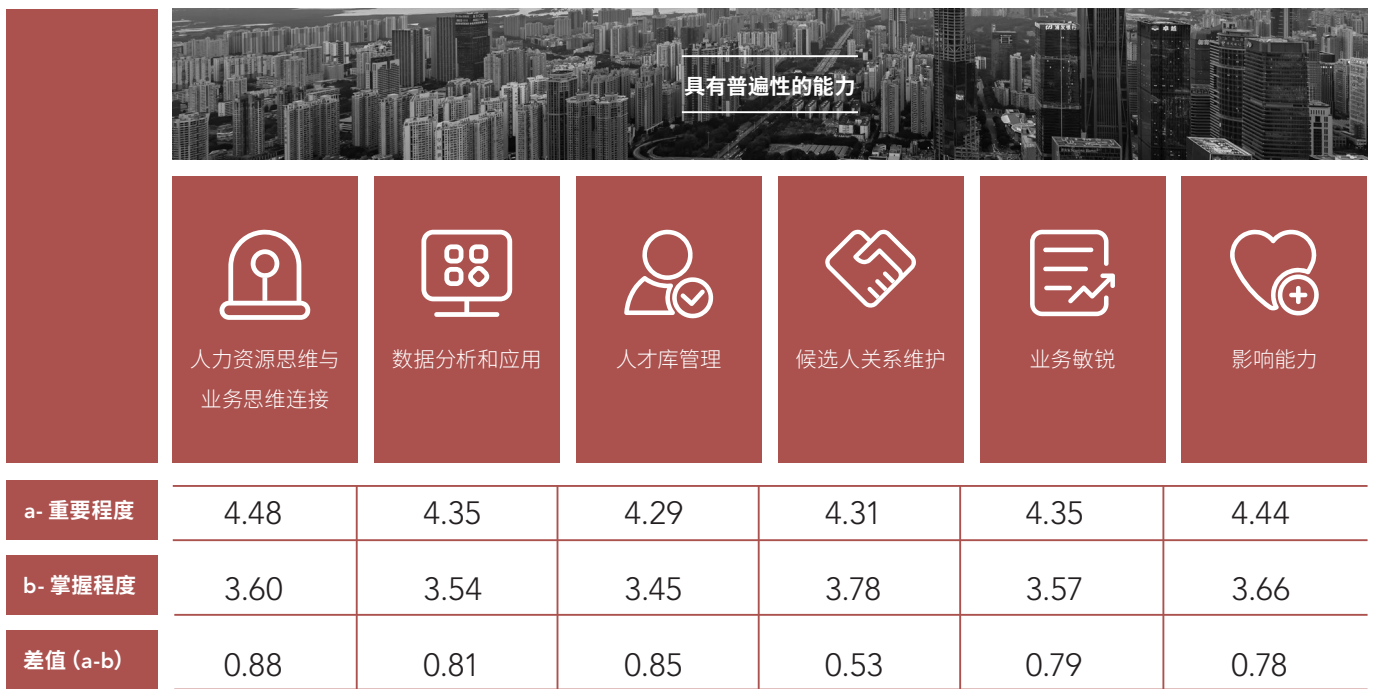 具有普遍性的能力
人力资源思维与
业务思维连接
数据分析和应用
人才库管理
候选人关系维护
业务敏锐
影响能力
a- 重要程度 4.48 4.35 4.29 4.31 4.35 4.44
b- 掌握程度 3.60 3.54 3.45 3.78 3.57 3.66
差值 (a-b) 0.88 0.81 0.85 0.53 0.79 0.78